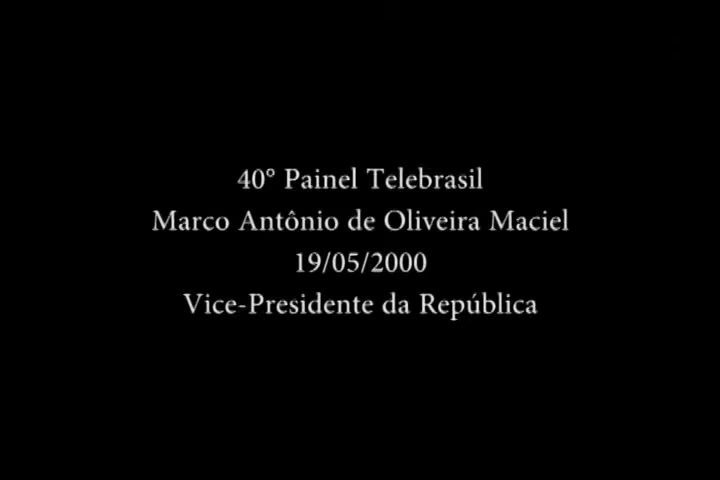 40° Painel Telebrasil
Marco Antônio de Oliveira Maciel
19/05/2000
Vice-Presidente da República